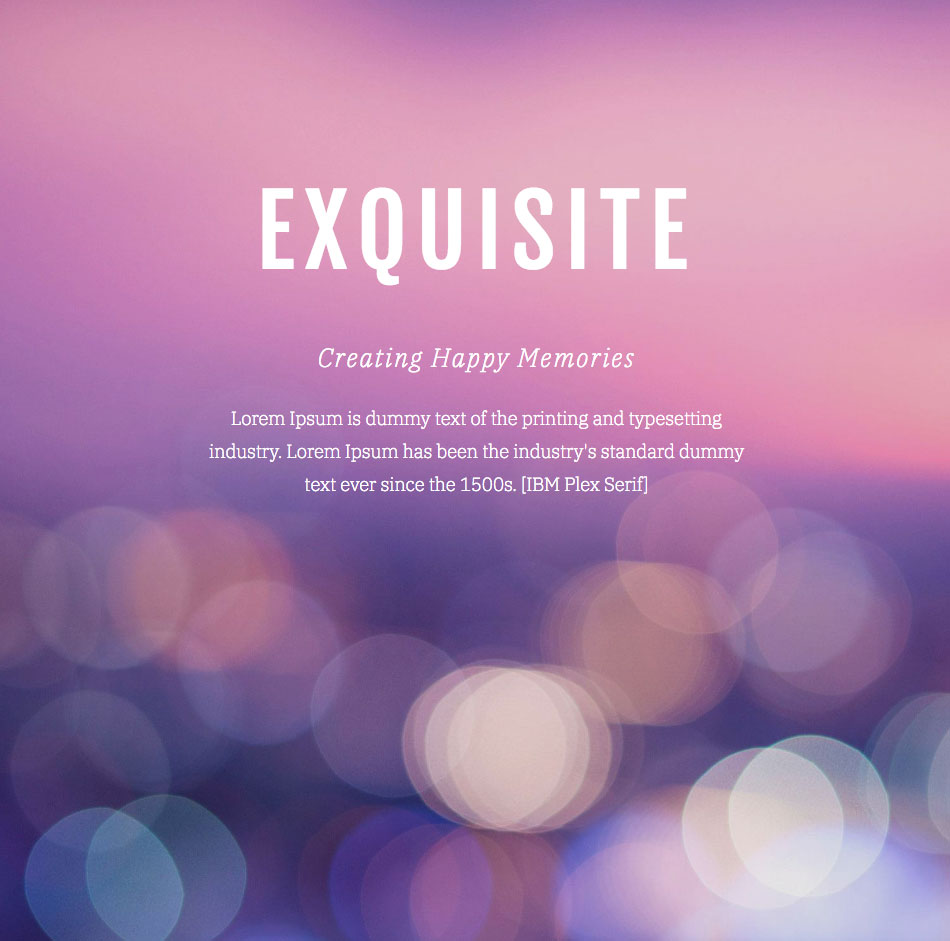 EXQUISITE
Creating Happy Memories
Lorem Ipsum is dummy text of the printing and typesetting
industry. Lorem Ipsum has been the industry's standard dummy
text ever since the 1500s. [IBM Plex Serif]